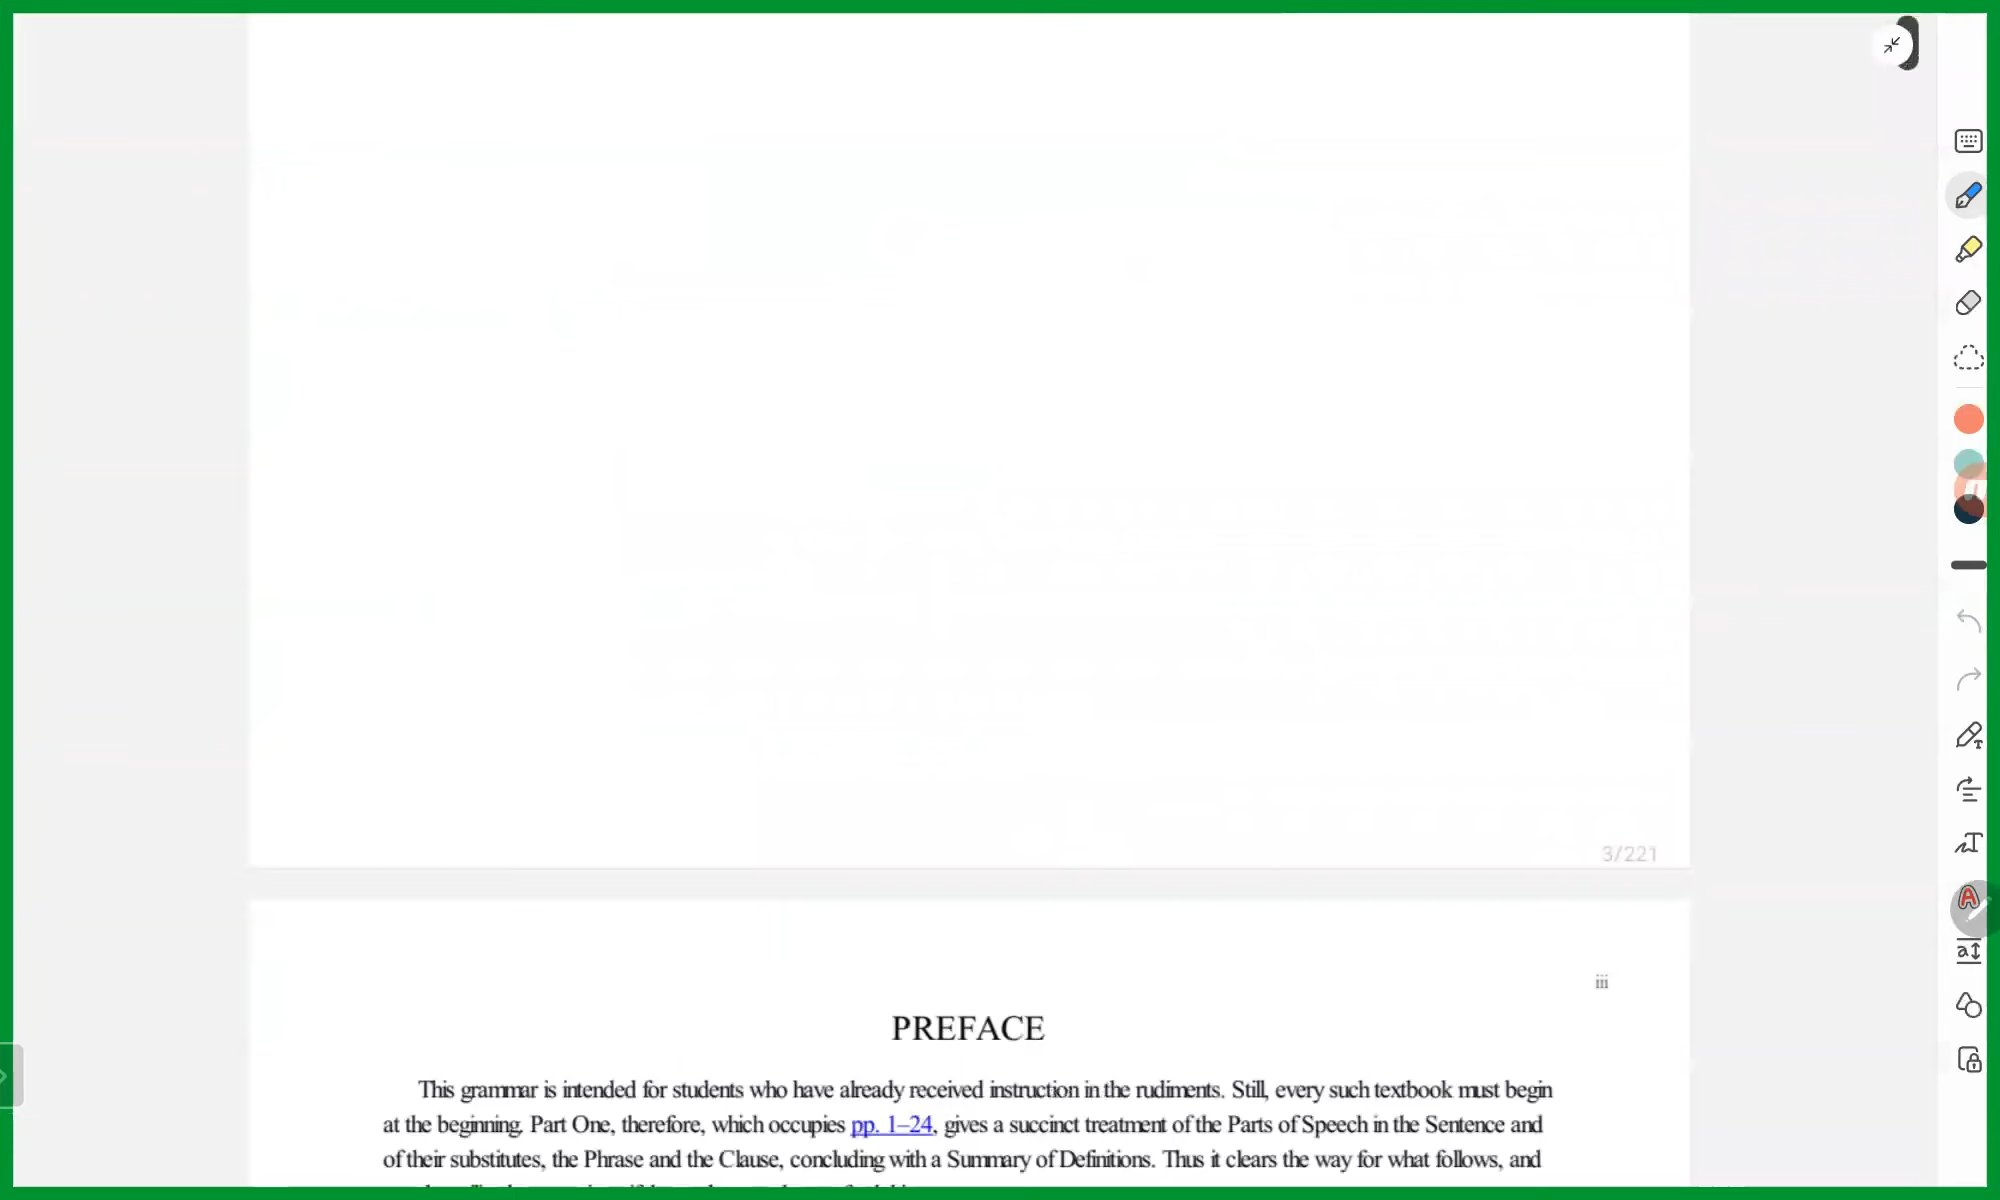 3/221
iii
PREFACE
This grammar is intended for students who have already received instruction in the rudiments. Still, every such textbook must begin
at the beginning. Part One, therefore, which occupies pp. 1–24, gives a succinct treatment of the Parts of Speech in the Sentence and
of their substitutes, the Phrase and the Clause, concluding with a Summary of Definitions. Thus it clears the way for what follows, and